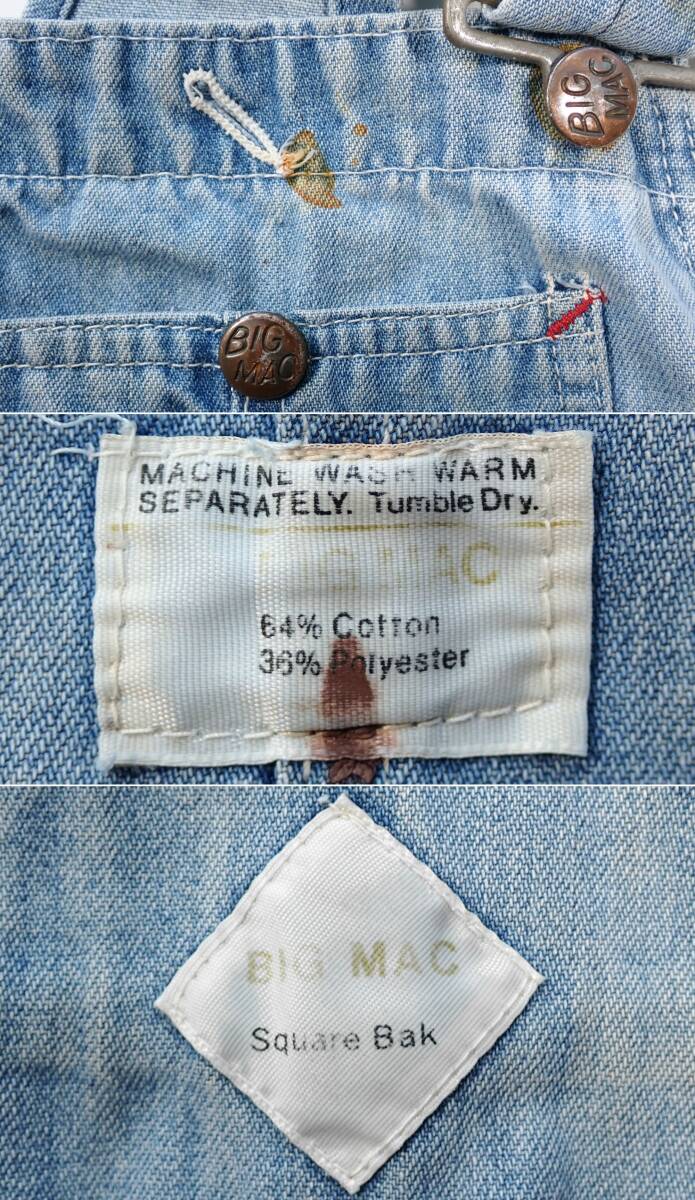 BIG
MAC
BIG
MAC
MACHINE WASH WARM
SEPARATELY. Tumble Dry.
BIG MAC
64% Cotton
36% Polyester
BIG MAC
Square Bak